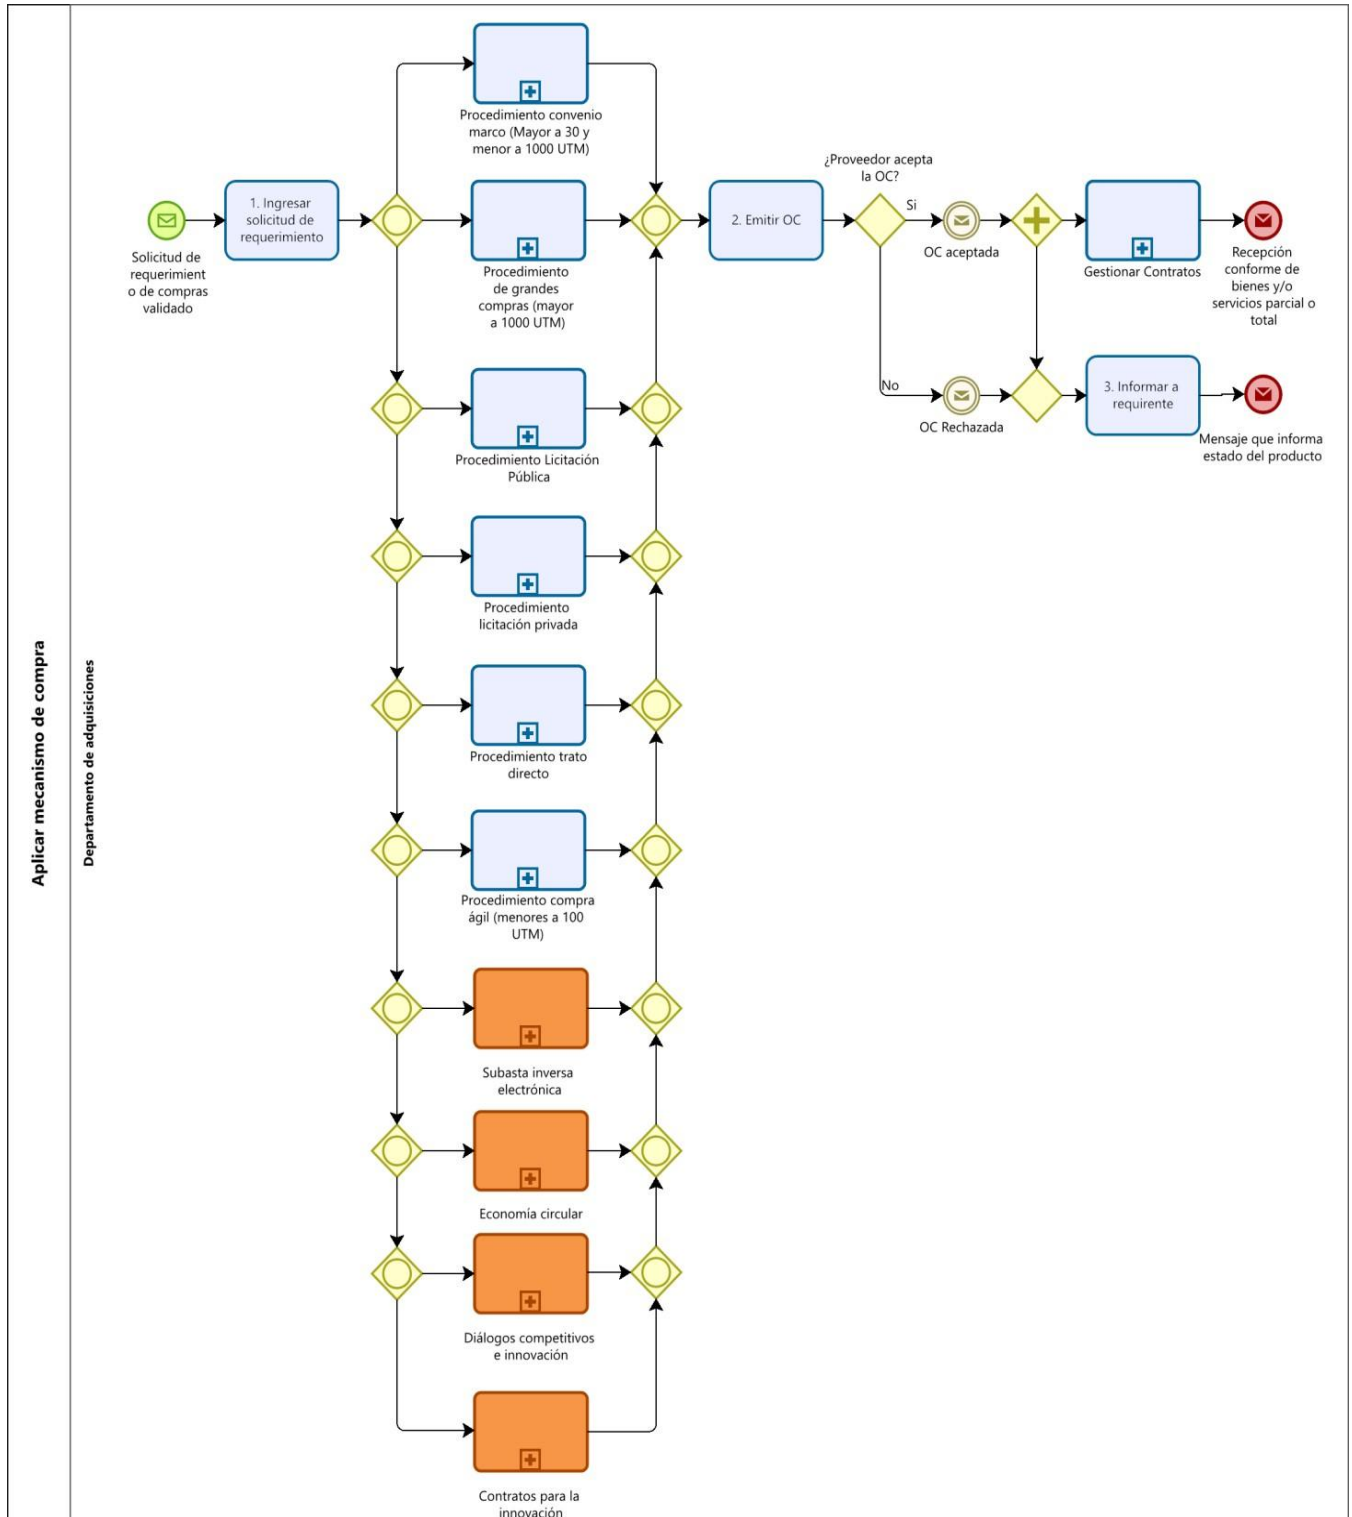 Aplicar mecanismo de compra
Departamento de adquisiciones
Solicitud de
requerimient
o de compras
validado
1. Ingresar
solicitud de
requerimiento
Procedimiento convenio
marco (Mayor a 30 y
menor a 1000 UTM)
Procedimiento
de grandes
compras (mayor
a 1000 UTM)
Procedimiento Licitación
Pública
Procedimiento
licitación privada
Procedimiento trato
directo
Procedimiento compra
ágil (menores a 100
UTM)
Subasta inversa
electrónica
Economía circular
Diálogos competitivos
e innovación
Contratos para la
innovación
2. Emitir OC
¿Proveedor acepta
la OC?
Si
OC aceptada
No
OC Rechazada
Gestionar Contratos
Recepción
conforme de
bienes y/o
servicios parcial o
total
3. Informar a
requirente
Mensaje que informa
estado del producto